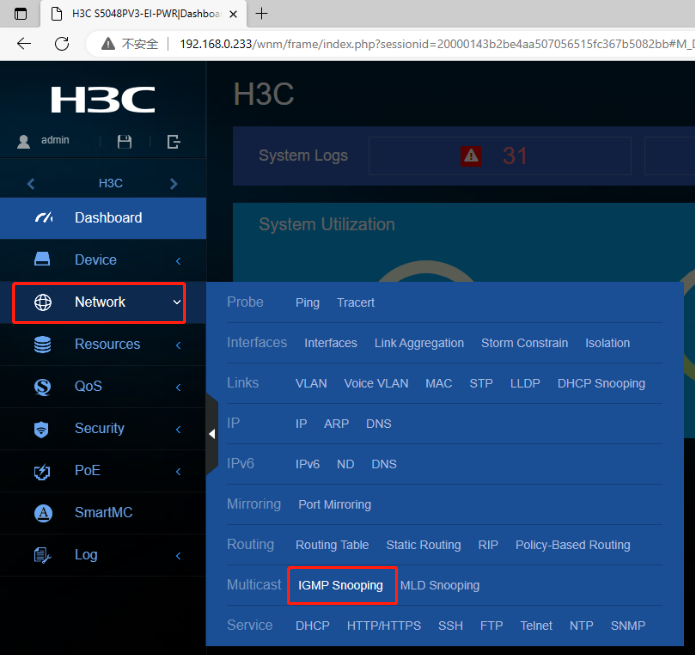 H3C S5048PV3-EI-PWR|Dashboa
不安全 192.168.0.233/wnm/frame/index.php?sessionid=20000143b2be4aa507056515fc367b5082bb#M_D
H3C
admin
H3C
Dashboard
Device
Network
Resources
QoS
Security
PoE
SmartMC
Log
H3C
System Logs 31
System Utilization
Probe Ping Tracert
Interfaces Interfaces Link Aggregation Storm Constrain Isolation
Links VLAN Voice VLAN MAC STP LLDP DHCP Snooping
IP IP ARP DNS
IPv6 IPv6 ND DNS
Mirroring Port Mirroring
Routing Routing Table Static Routing RIP Policy-Based Routing
Multicast IGMP Snooping MLD Snooping
Service DHCP HTTP/HTTPS SSH FTP Telnet NTP SNMP